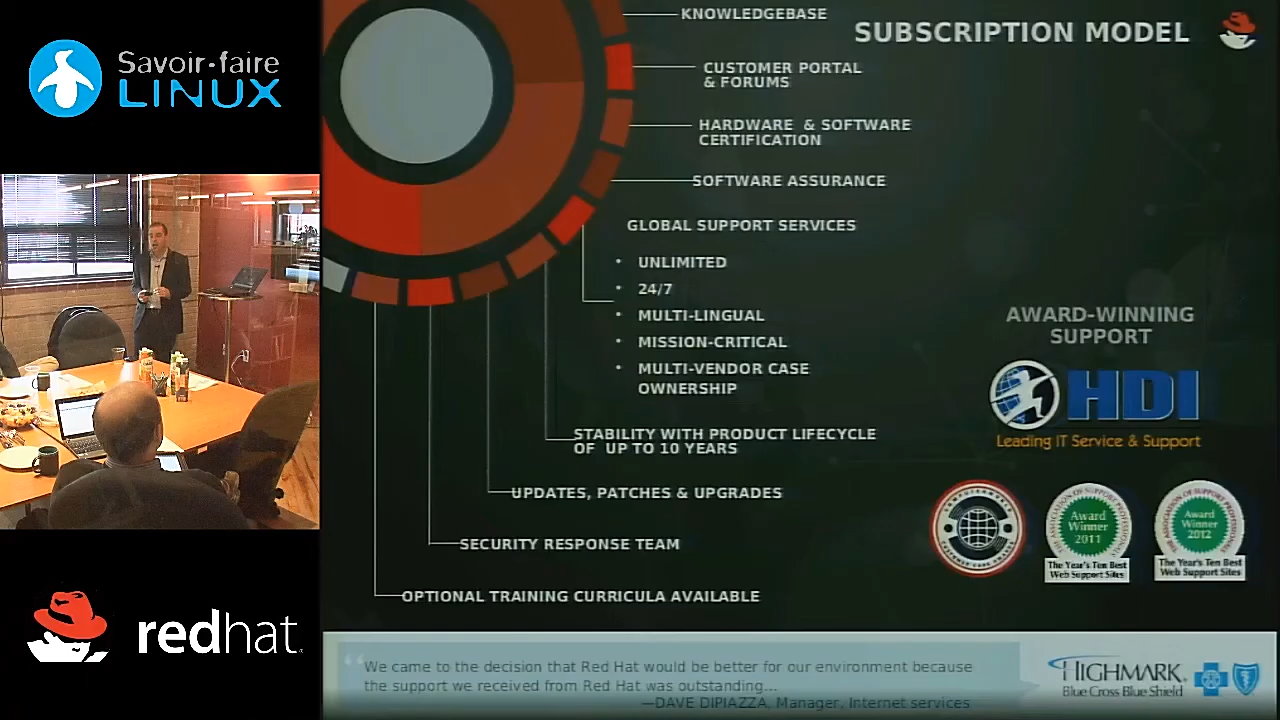 Savoir-faire
LINUX
KNOWLEDGEBASE
SUBSCRIPTION MODEL
CUSTOMER PORTAL
& FORUMS
HARDWARE & SOFTWARE
CERTIFICATION
SOFTWARE ASSURANCE
GLOBAL SUPPORT SERVICES
• UNLIMITED
• 24/7
• MULTI-LINGUAL
• MISSION-CRITICAL
• MULTI-VENDOR CASE
OWNERSHIP
STABILITY WITH PRODUCT LIFECYCLE
OF UP TO 10 YEARS
UPDATES, PATCHES & UPGRADES
SECURITY RESPONSE TEAM
OPTIONAL TRAINING CURRICULA AVAILABLE
AWARD-WINNING
SUPPORT
HDI
Leading IT Service & Support
Award
Winner
2011
The Year's Ten Best
Web Support Sites
Award
Winner
2012
The Year's Ten Best
Web Support Sites
redhat.
“We came to the decision that Red Hat would be better for our environment because
the support we received from Red Hat was outstanding...
—DAVE DIPIAZZA, Manager, Internet services
HIGHMARK
Blue Cross Blue Shield